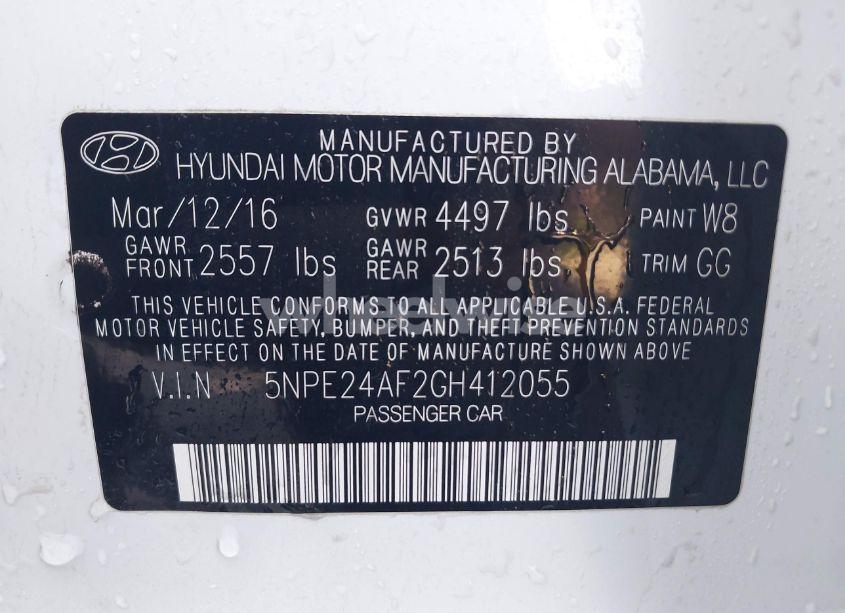 MANUFACTURED BY
HYUNDAI MOTOR MANUFACTURING ALABAMA, LLC
Mar/12/16 GVWR 4497 lbs PAINT W8
GAWR FRONT 2557 lbs GAWR REAR 2513 lbs TRIM GG
THIS VEHICLE CONFORMS TO ALL APPLICABLE U.S.A. FEDERAL
MOTOR VEHICLE SAFETY, BUMPER, AND THEFT PREVENTION STANDARDS
IN EFFECT ON THE DATE OF MANUFACTURE SHOWN ABOVE
V.I.N 5NPE24AF2GH412055
PASSENGER CAR
wheelwise